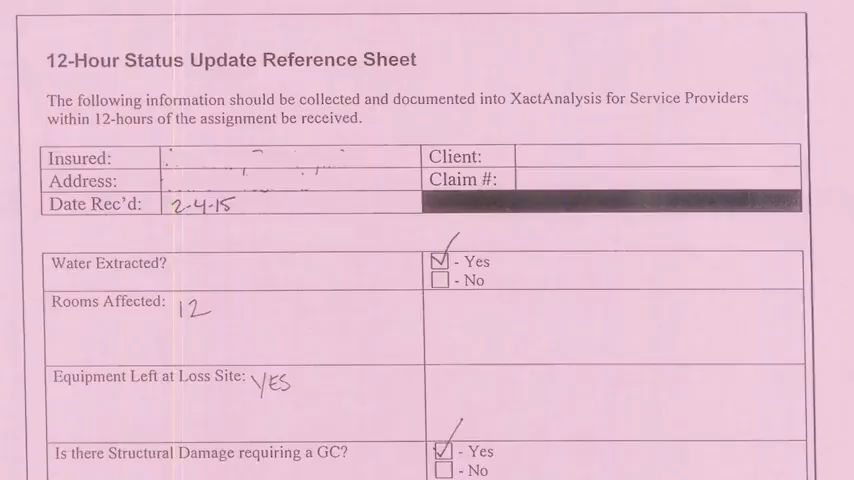 12-Hour Status Update Reference Sheet
The following information should be collected and documented into XactAnalysis for Service Providers
within 12-hours of the assignment be received.
Insured: Client:
Address: Claim #:
Date Rec'd: 2-4-15
Water Extracted? - Yes
- No
Rooms Affected: 12
Equipment Left at Loss Site: YES
Is there Structural Damage requiring a GC? - Yes
- No